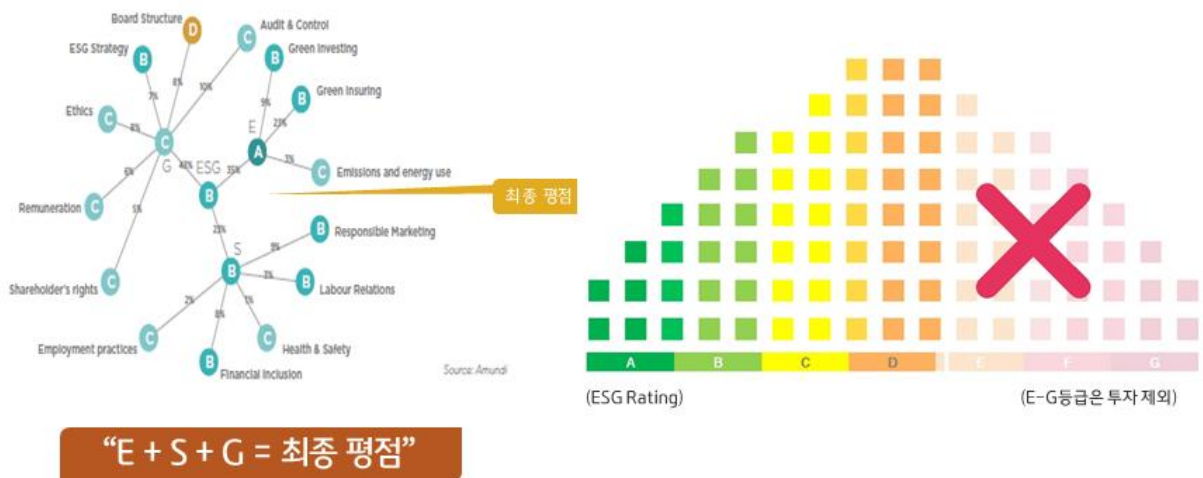 Board Structure
D
Audit & Control
C
ESG Strategy
B
Green Investing
B
Green Insuring
B
Ethics
C
7%
8%
10%
9%
23%
8%
E
A
C
G
ESG
35%
3%
Emissions and energy use
C
6%
5%
B
최종 평점
Remuneration
C
S
Responsible Marketing
B
9%
Shareholder's rights
C
B
3%
Labour Relations
B
2%
8%
1%
Employment practices
C
Health & Safety
C
Financial Inclusion
B
Source: Amundi
"E + S + G = 최종 평점"
A B C D E F G
(ESG Rating)
(E-G등급은 투자 제외)